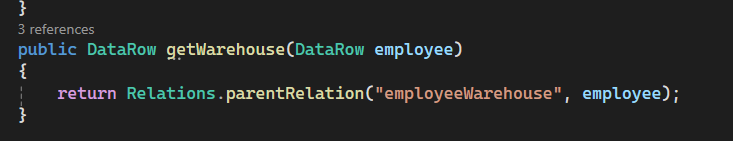 }
3 references
public DataRow getWarehouse(DataRow employee)
{
return Relations.parentRelation("employeeWarehouse", employee);
}